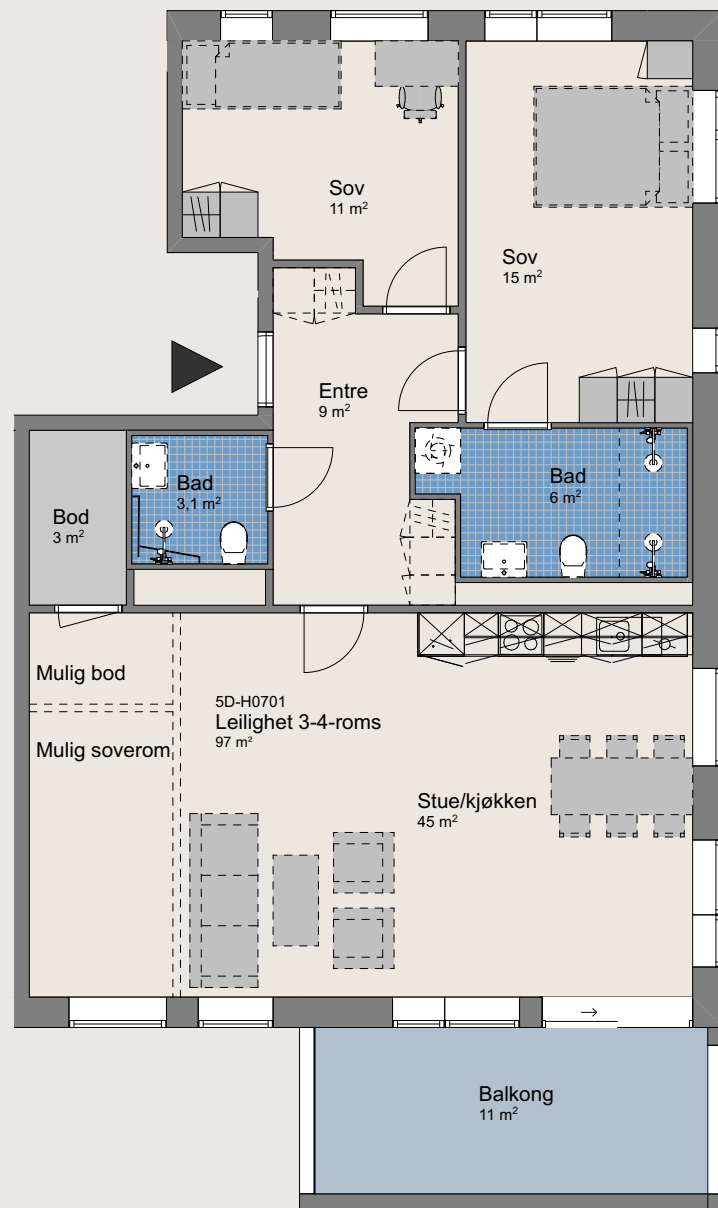 Sov
11 m²
Sov
15 m²
Entre
9 m²
Bad
3,1 m²
Bad
6 m²
Bod
3 m²
Mulig bod
5D-H0701
Leilighet 3-4-roms
97 m²
Mulig soverom
Stue/kjøkken
45 m²
Balkong
11 m²